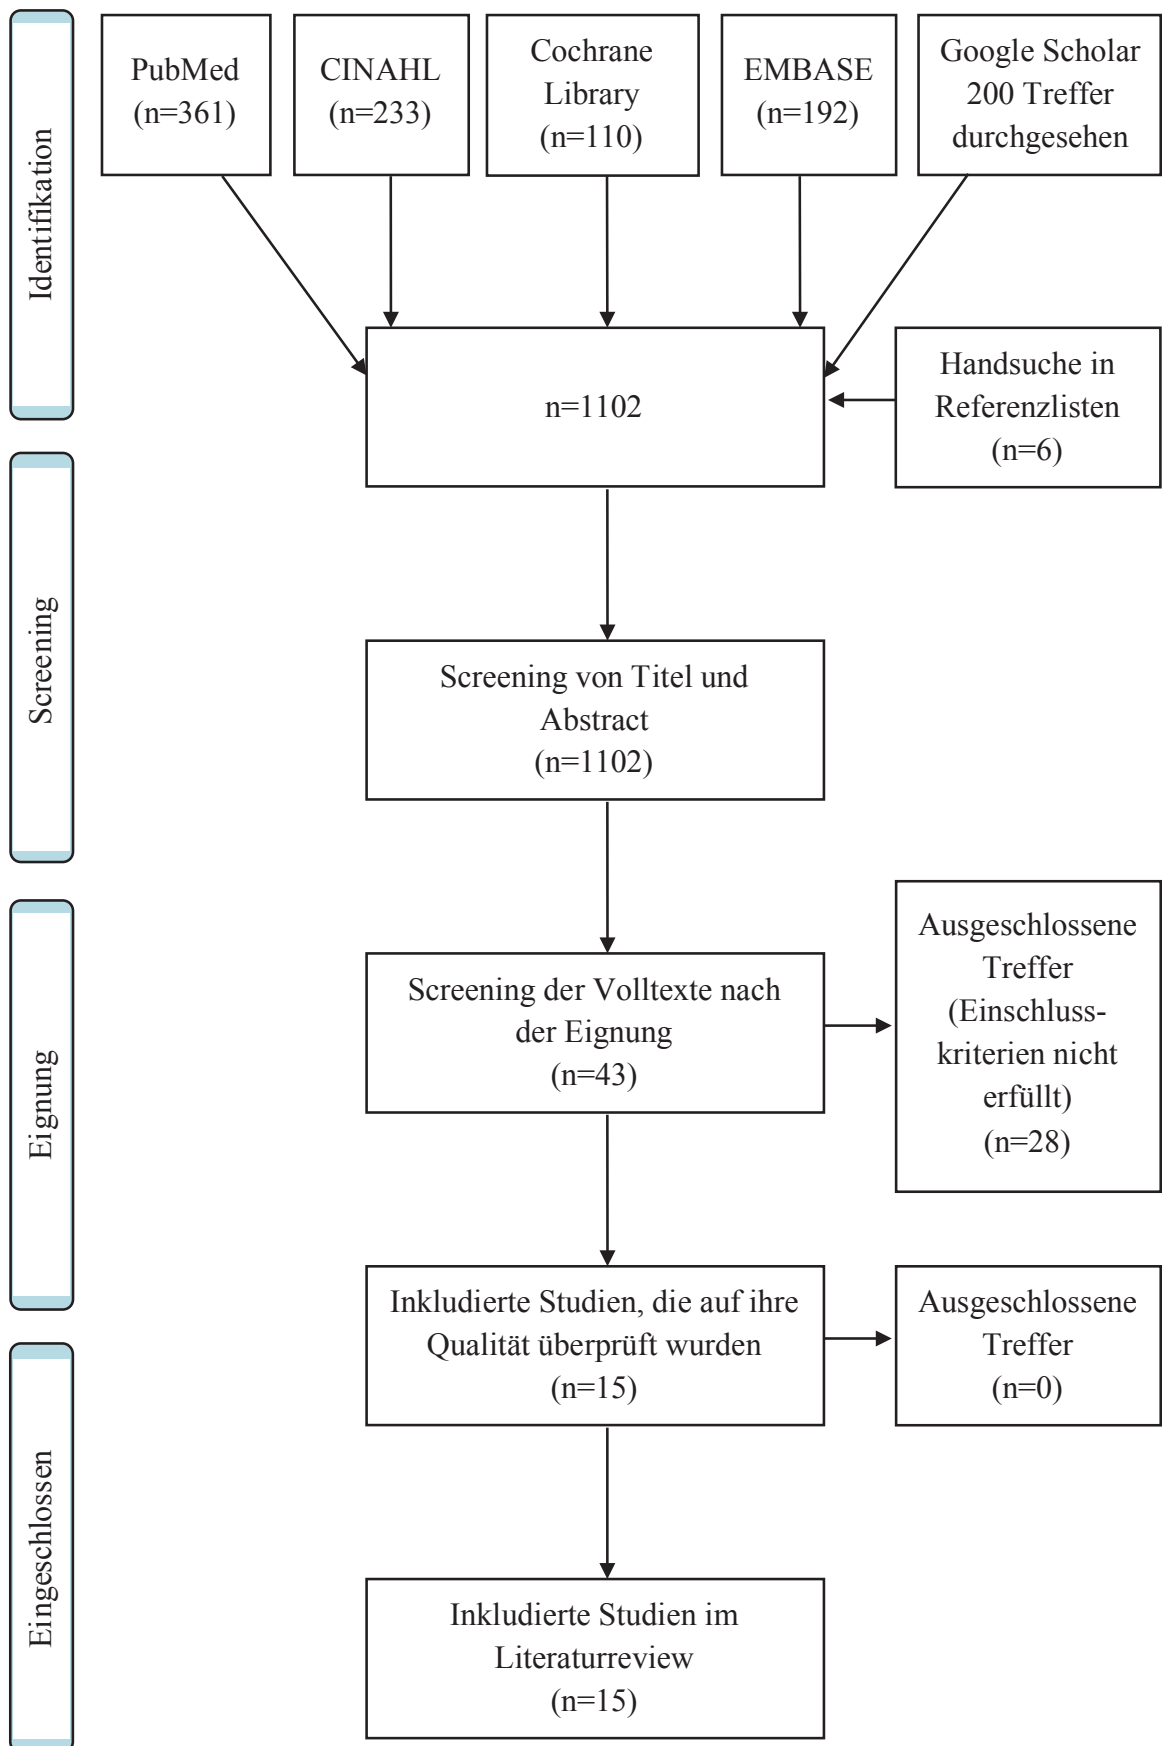 Identifikation
PubMed
(n=361)
CINAHL
(n=233)
Cochrane
Library
(n=110)
EMBASE
(n=192)
Google Scholar
200 Treffer
durchgesehen
n=1102
Handsuche in
Referenzlisten
(n=6)
Screening
Screening von Titel und
Abstract
(n=1102)
Eignung
Screening der Volltexte nach
der Eignung
(n=43)
Ausgeschlossene
Treffer
(Einschluss-
kriterien nicht
erfüllt)
(n=28)
Inkludierte Studien, die auf ihre
Qualität überprüft wurden
(n=15)
Ausgeschlossene
Treffer
(n=0)
Eingeschlossen
Inkludierte Studien im
Literaturreview
(n=15)